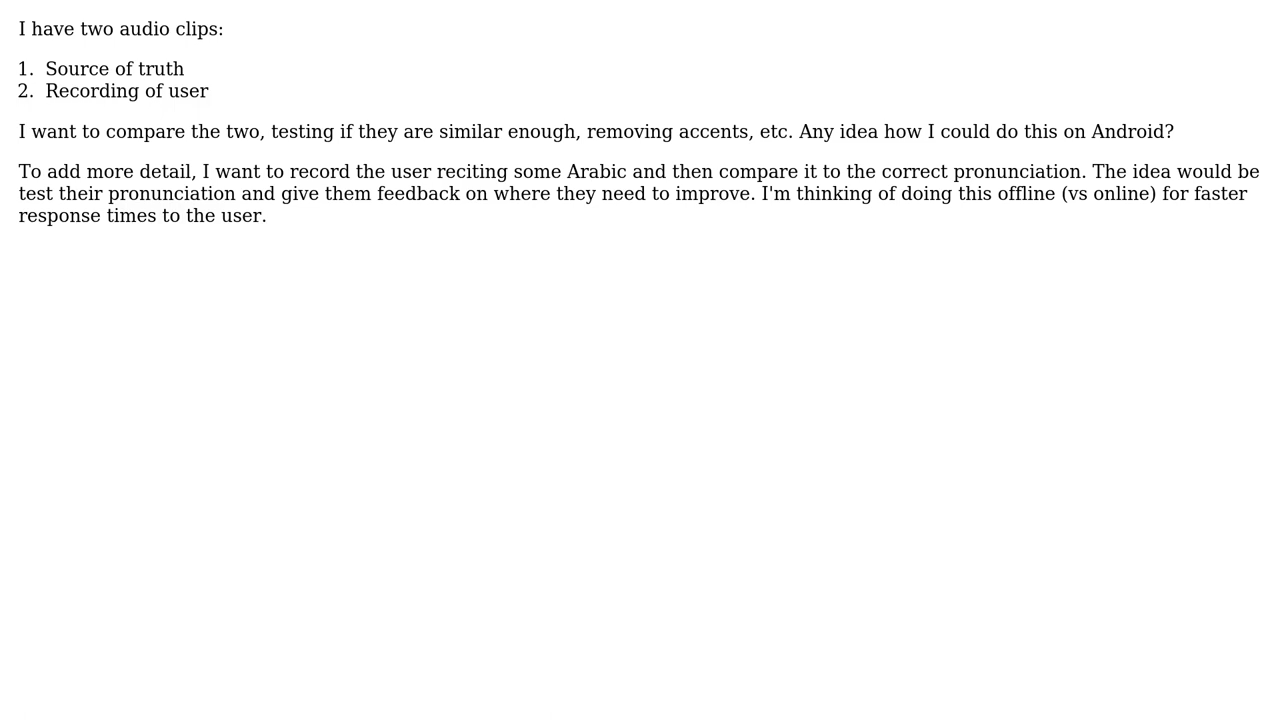 I have two audio clips:
1. Source of truth
2. Recording of user
I want to compare the two, testing if they are similar enough, removing accents, etc. Any idea how I could do this on Android?
To add more detail, I want to record the user reciting some Arabic and then compare it to the correct pronunciation. The idea would be
test their pronunciation and give them feedback on where they need to improve. I'm thinking of doing this offline (vs online) for faster
response times to the user.